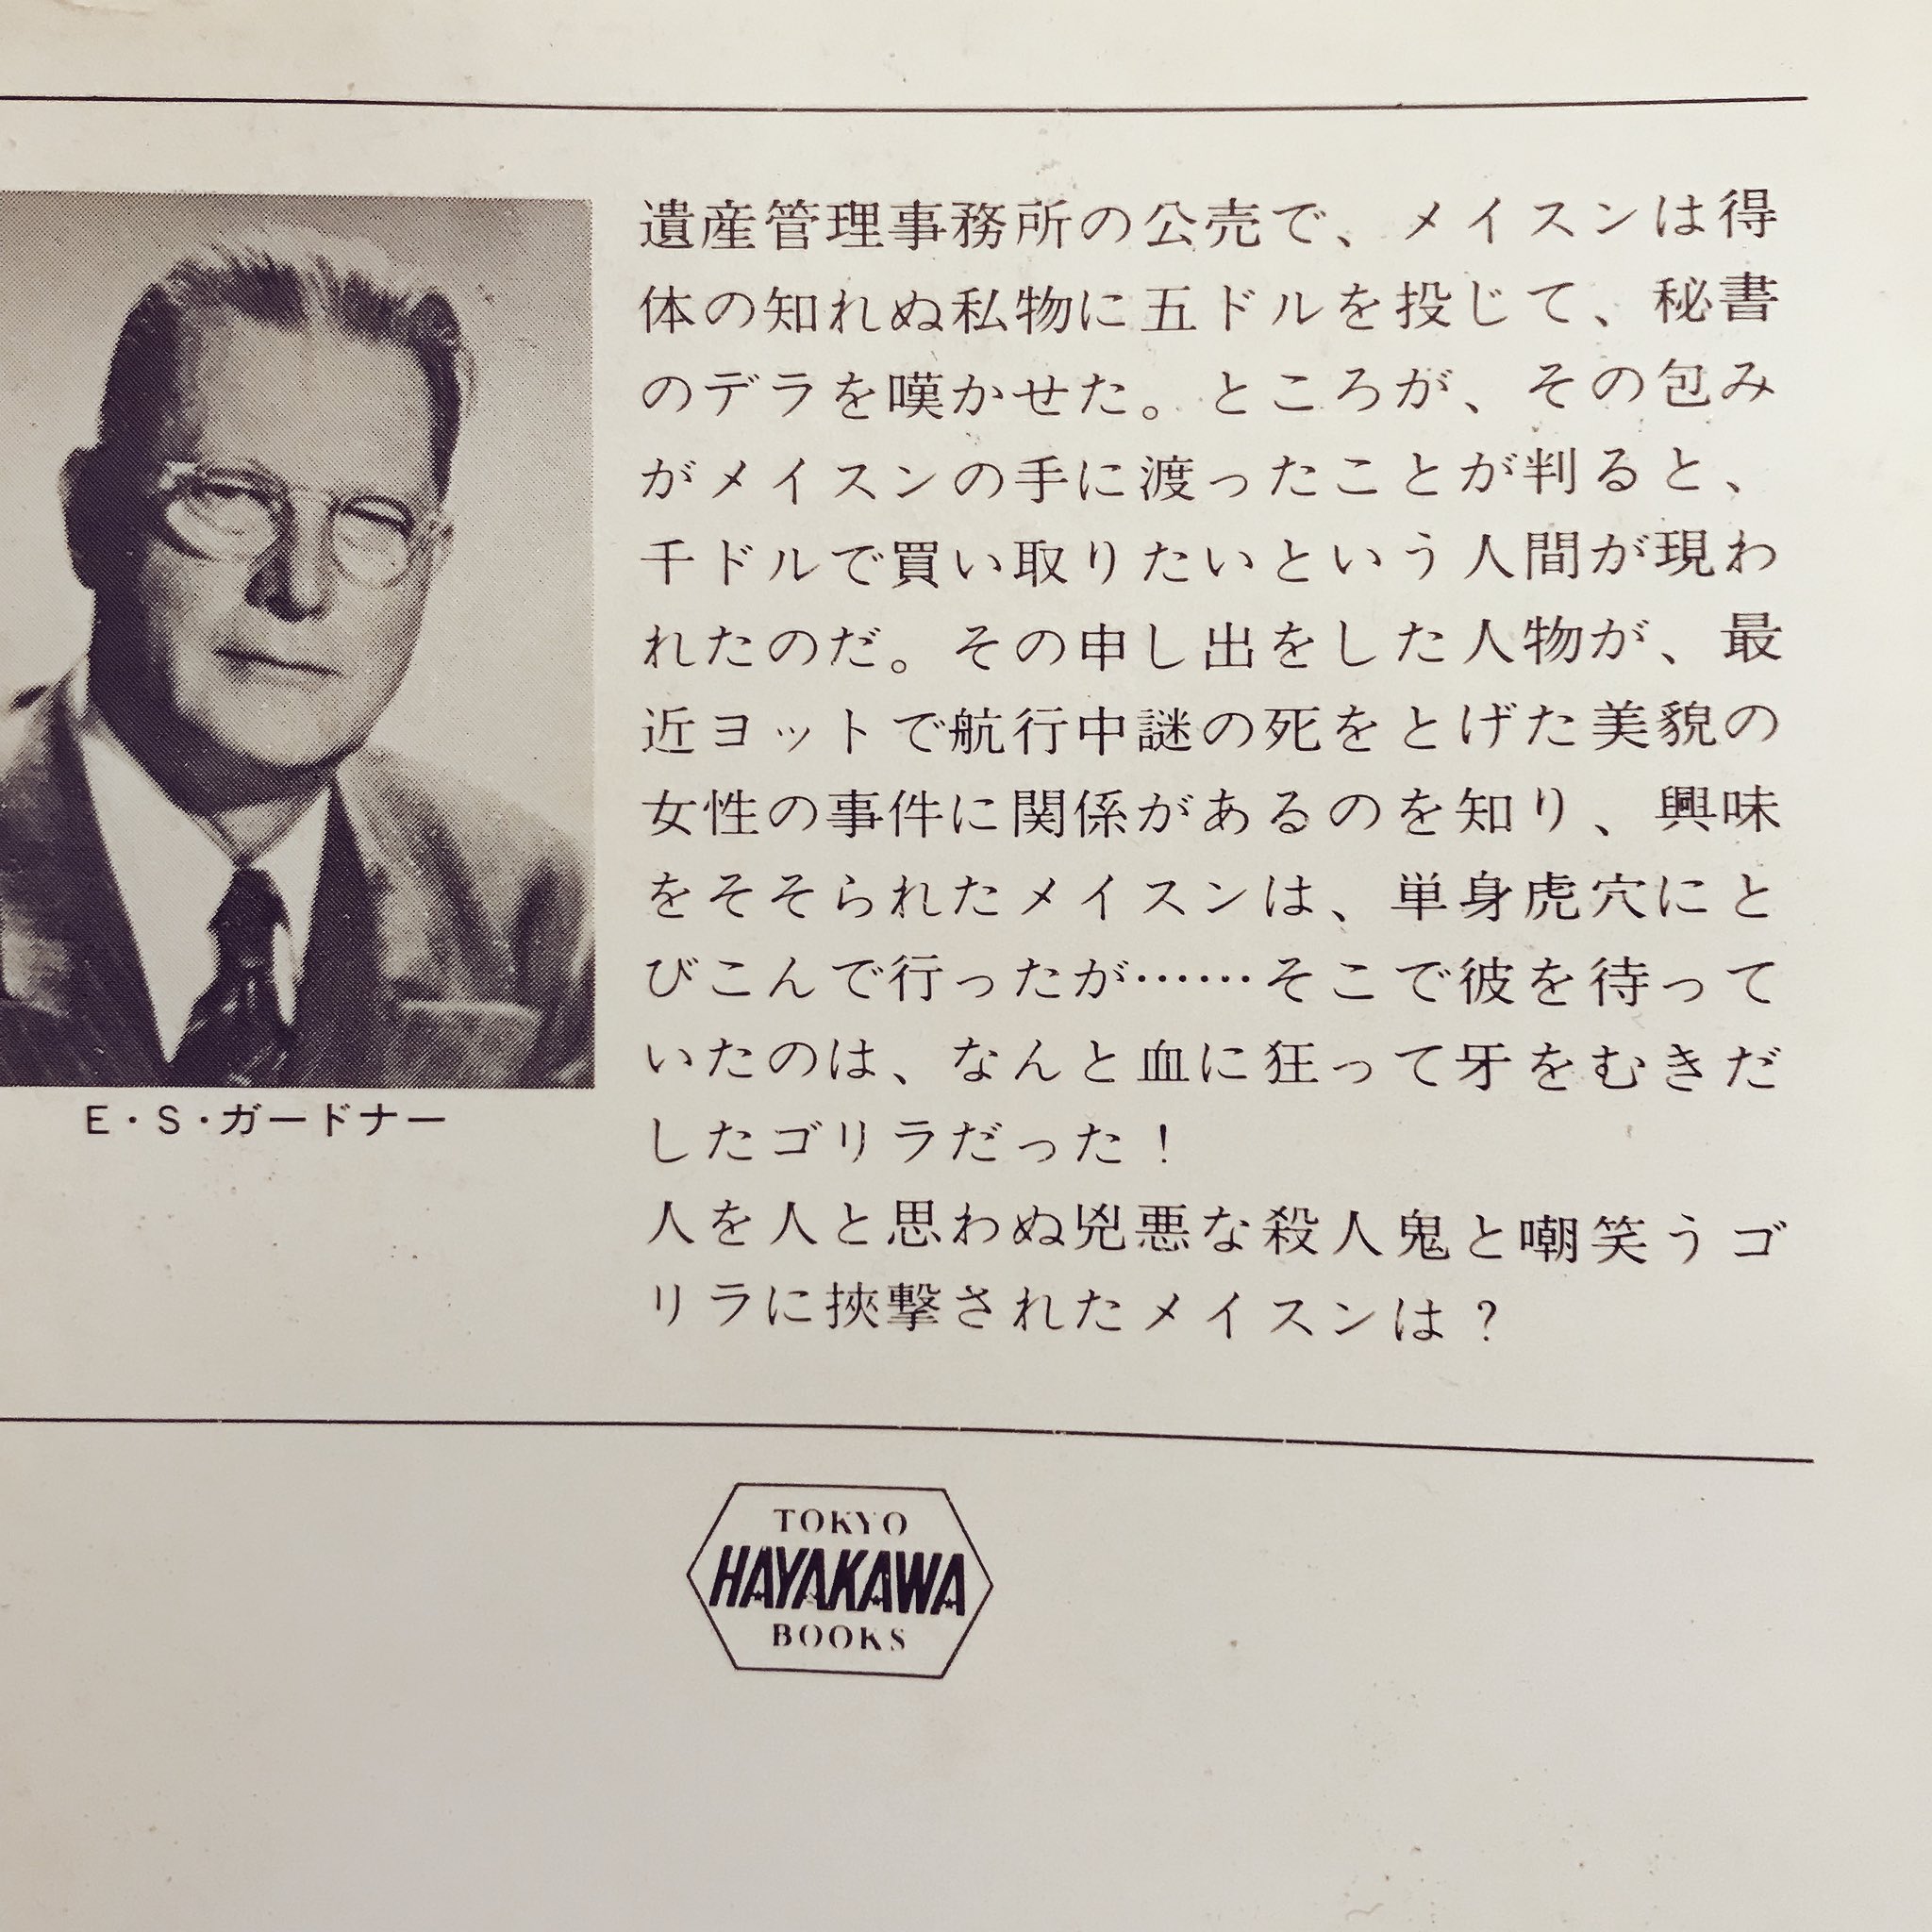 遺産管理事務所の公売で、メイスンは得
体の知れぬ私物に五ドルを投じて、秘書
のデラを嘆かせた。ところが、その包み
がメイスンの手に渡ったことが判ると、
千ドルで買い取りたいという人間が現わ
れたのだ。その申し出をした人物が、最
近ヨットで航行中謎の死をとげた美貌の
女性の事件に関係があるのを知り、興味
をそそられたメイスンは、単身虎穴にと
びこんで行ったが……そこで彼を待って
いたのは、なんと血に狂って牙をむきだ
したゴリラだった！
人を人と思わぬ兇悪な殺人鬼と嘲笑うゴ
リラに挾撃されたメイスンは？
E・S・ガードナー
TOKYO
HAYAKAWA
BOOKS